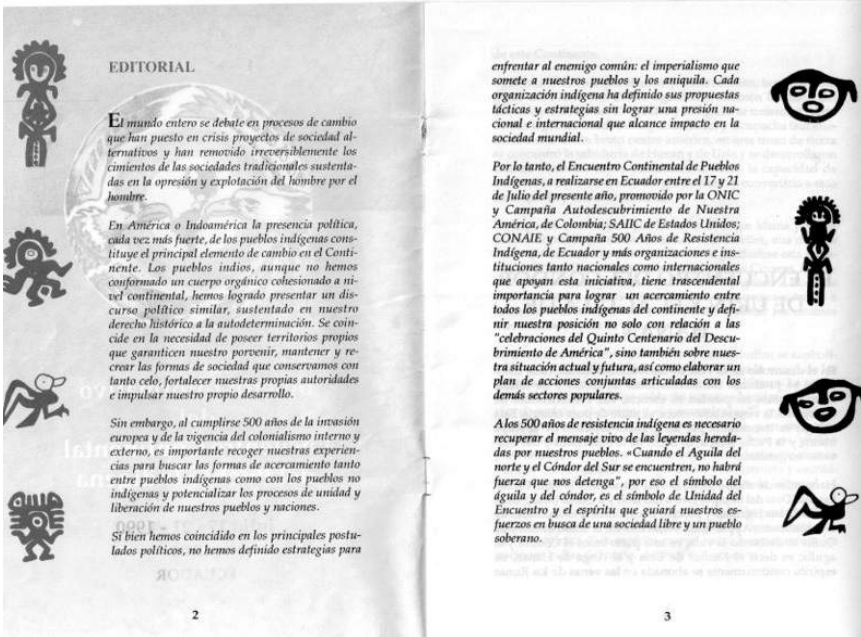 EDITORIAL
El mundo entero se debate en procesos de cambio
que han puesto en crisis proyectos de sociedad al-
ternativos y han removido irreversiblemente los
cimientos de las sociedades tradicionales sustenta-
das en la opresión y explotación del hombre por el
hombre.
En América o Indoamérica la presencia política,
cada vez más fuerte, de los pueblos indígenas cons-
tituye el principal elemento de cambio en el Conti-
nente. Los pueblos indios, aunque no hemos
conformado un cuerpo orgánico cohesionado a ni-
vel continental, hemos logrado presentar un dis-
curso político similar, sustentado en nuestro
derecho histórico a la autodeterminación. Se coin-
cide en la necesidad de poseer territorios propios
que garanticen nuestro porvenir, mantener y re-
crear las formas de sociedad que conservamos con
tanto celo, fortalecer nuestras propias autoridades
e impulsar nuestro propio desarrollo.
Sin embargo, al cumplirse 500 años de la invasión
europea y de la vigencia del colonialismo interno y
externo, es importante recoger nuestras experien-
cias para buscar las formas de acercamiento tanto
entre pueblos indígenas como con los pueblos no
indígenas y potencializar los procesos de unidad y
liberación de nuestros pueblos y naciones.
Si bien hemos coincidido en los principales postu-
lados políticos, no hemos definido estrategias para
2
enfrentar al enemigo común: el imperialismo que
somete a nuestros pueblos y los aniquila. Cada
organización indígena ha definido sus propuestas
tácticas y estrategias sin lograr una presión na-
cional e internacional que alcance impacto en la
sociedad mundial.
Por lo tanto, el Encuentro Continental de Pueblos
Indígenas, a realizarse en Ecuador entre el 17 y 21
de Julio del presente año, promovido por la ONIC
y Campaña Autodescubrimiento de Nuestra
América, de Colombia; SAIIC de Estados Unidos;
CONAIE y Campaña 500 Años de Resistencia
Indígena, de Ecuador y más organizaciones e ins-
tituciones tanto nacionales como internacionales
que apoyan esta iniciativa, tiene trascendental
importancia para lograr un acercamiento entre
todos los pueblos indígenas del continente y defi-
nir nuestra posición no solo con relación a las
"celebraciones del Quinto Centenario del Descu-
brimiento de América", sino también sobre nues-
tra situación actual y futura, así como elaborar un
plan de acciones conjuntas articuladas con los
demás sectores populares.
A los 500 años de resistencia indígena es necesario
recuperar el mensaje vivo de las leyendas hereda-
das por nuestros pueblos. «Cuando el Aguila del
norte y el Cóndor del Sur se encuentren, no habrá
fuerza que nos detenga", por eso el símbolo del
águila y del cóndor, es el símbolo de Unidad del
Encuentro y el espíritu que guiará nuestros es-
fuerzos en busca de una sociedad libre y un pueblo
soberano.
3